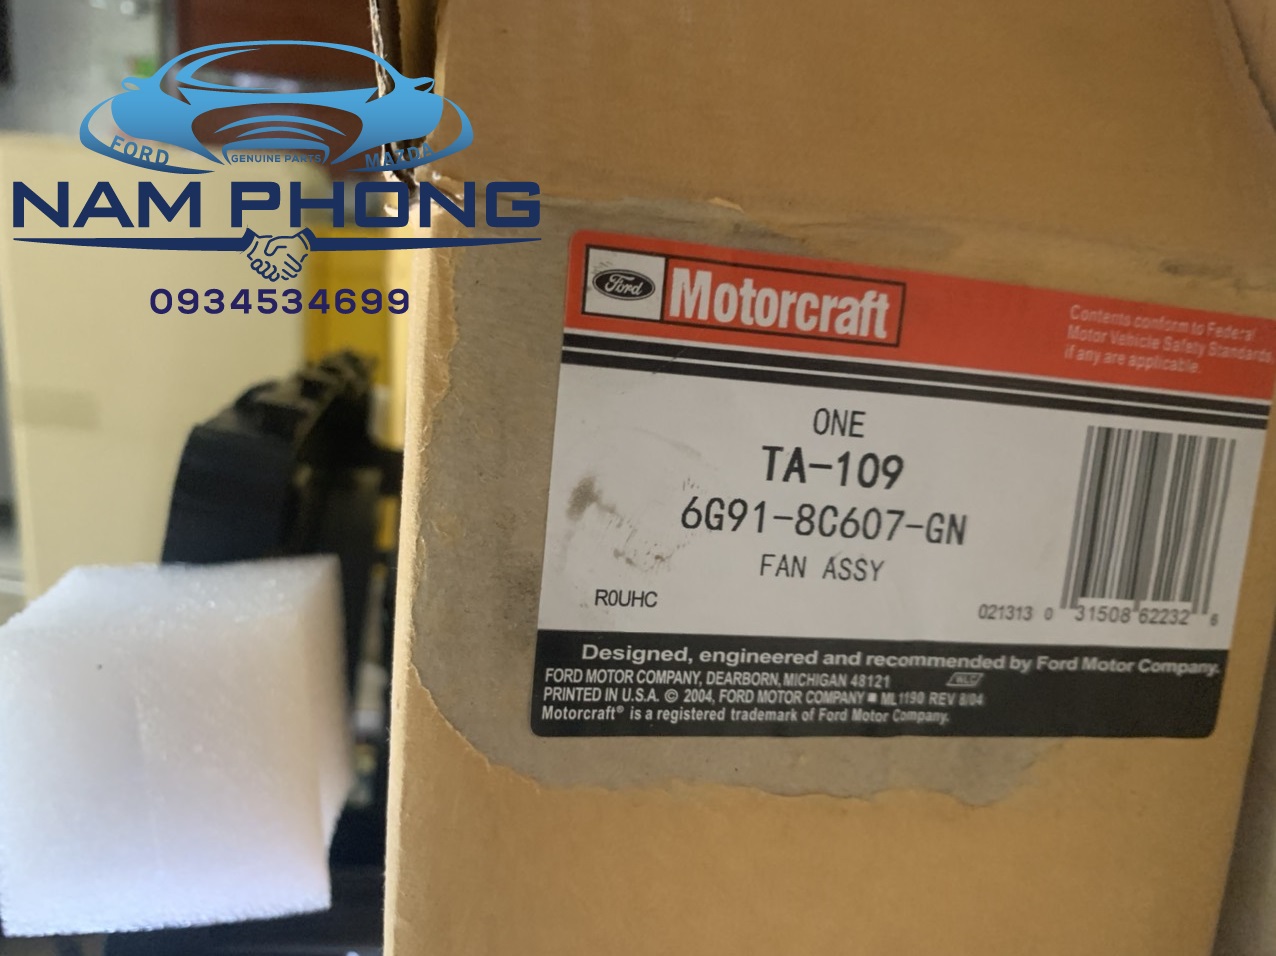 FORD
GENUINE PARTS
MAZDA
NAM PHONG
0934534699
Ford
Motorcraft
Contents conform to Federal
Motor Vehicle Safety Standards,
if any are applicable.
ONE
TA-109
6G91-8C607-GN
FAN ASSY
R0UHC
021313 0 31508 62232 6
Designed, engineered and recommended by Ford Motor Company.
FORD MOTOR COMPANY, DEARBORN, MICHIGAN 48121 WLC
PRINTED IN U.S.A. © 2004, FORD MOTOR COMPANY ■ ML1190 REV 8/04
Motorcraft® is a registered trademark of Ford Motor Company.